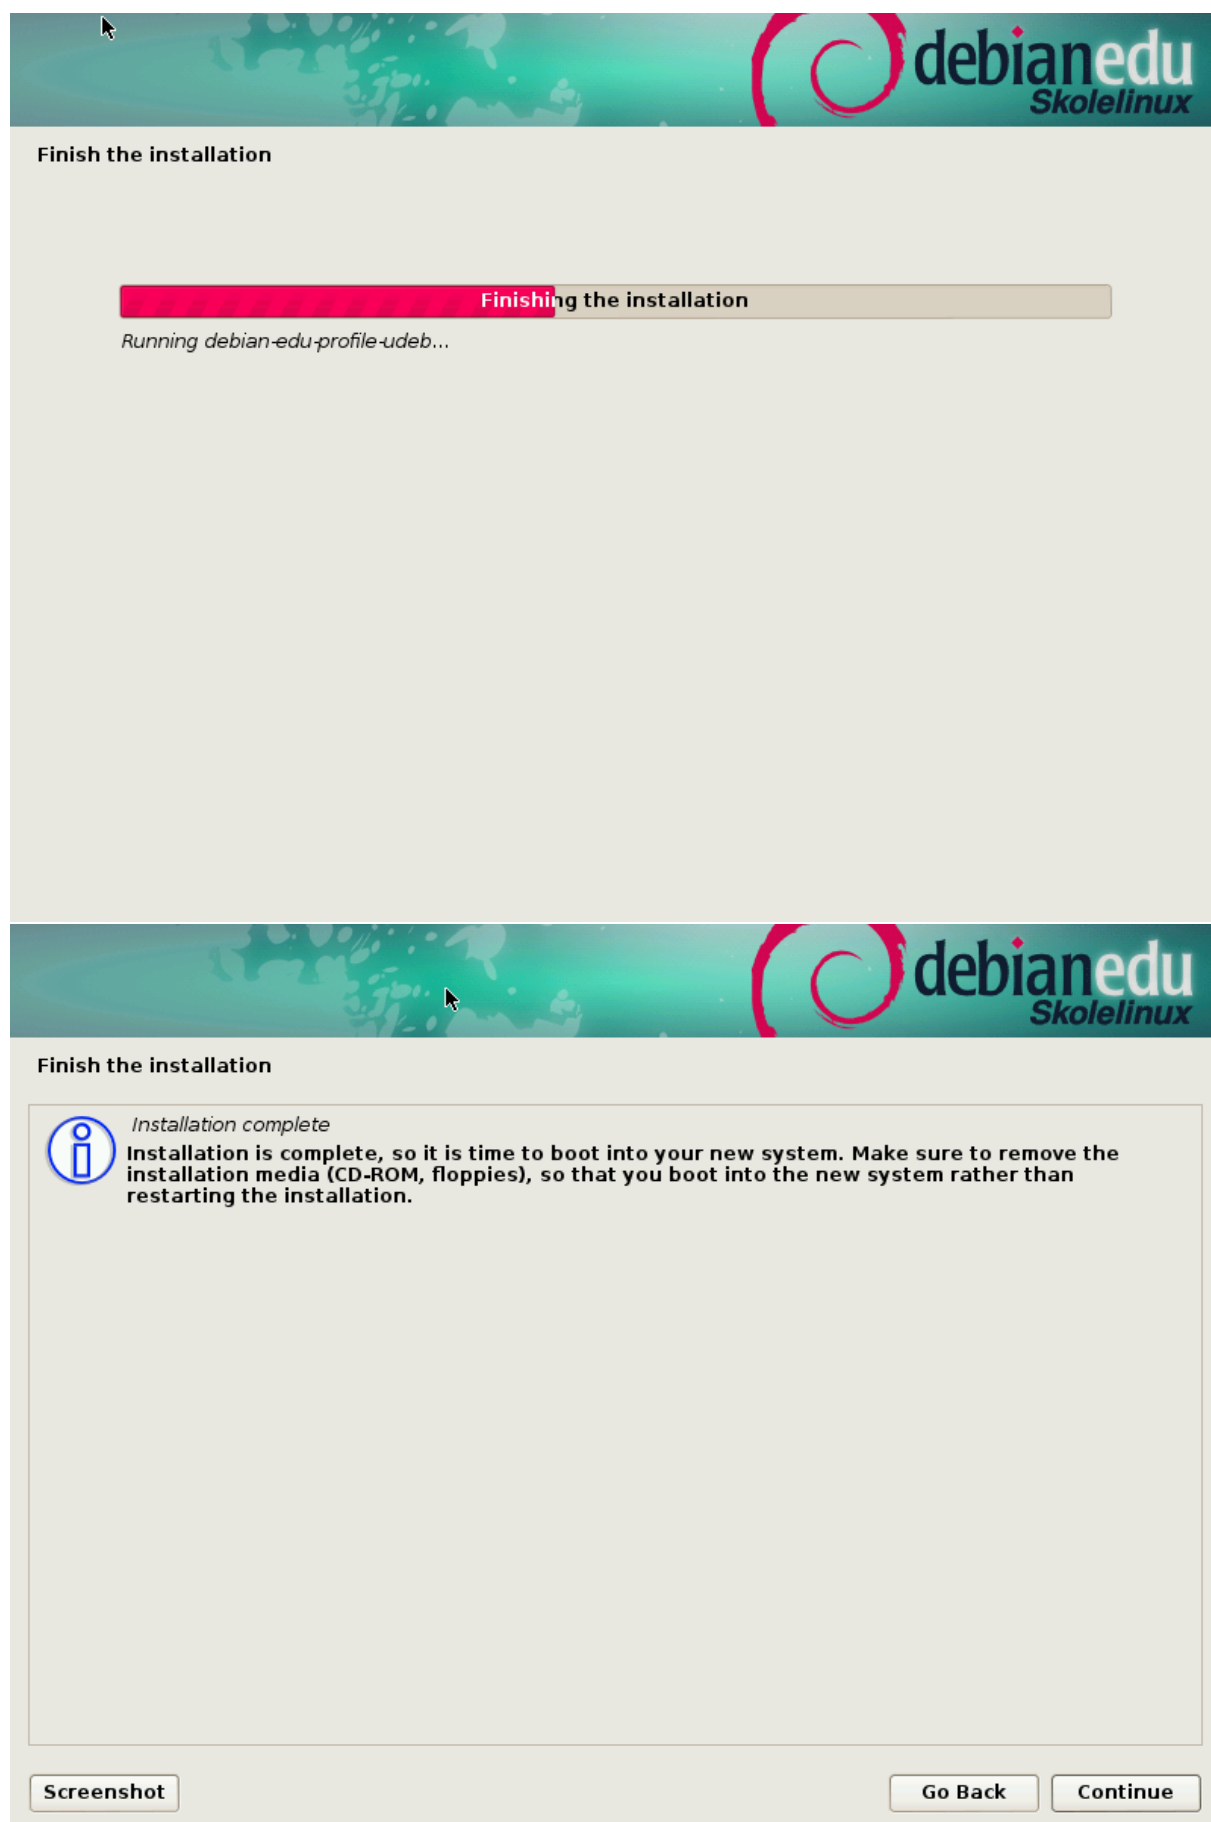 debianedu
Skolelinux
Finish the installation
Finishing the installation
Running debian-edu-profile-udeb...
debianedu
Skolelinux
Finish the installation
Installation complete
Installation is complete, so it is time to boot into your new system. Make sure to remove the
installation media (CD-ROM, floppies), so that you boot into the new system rather than
restarting the installation.
Screenshot
Go Back
Continue